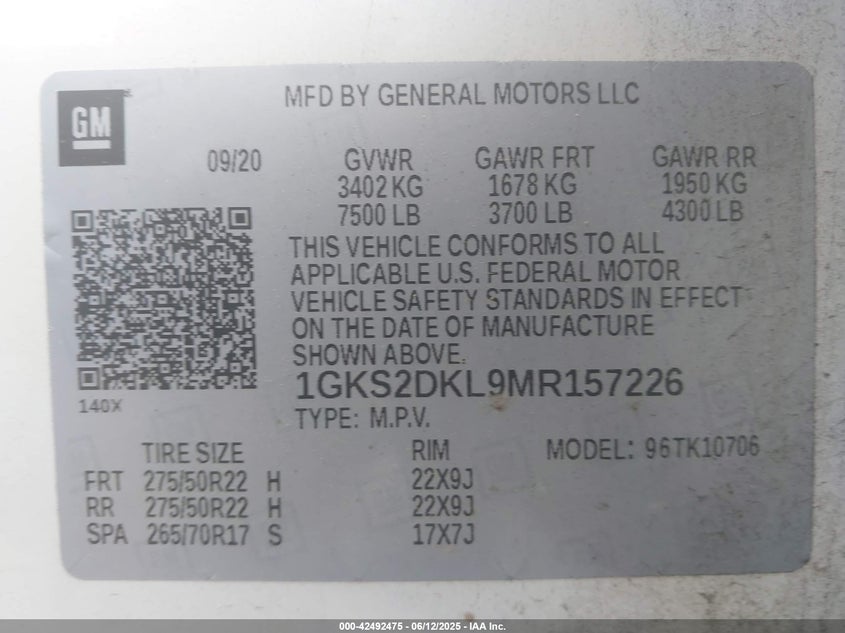 MFD BY GENERAL MOTORS LLC
GM
09/20 GVWR GAWR FRT GAWR RR
3402 KG 1678 KG 1950 KG
7500 LB 3700 LB 4300 LB
THIS VEHICLE CONFORMS TO ALL
APPLICABLE U.S. FEDERAL MOTOR
VEHICLE SAFETY STANDARDS IN EFFECT
ON THE DATE OF MANUFACTURE
SHOWN ABOVE.
1GKS2DKL9MR157226
140X
TYPE: M.P.V.
TIRE SIZE RIM MODEL: 96TK10706
FRT 275/50R22 H 22X9J
RR 275/50R22 H 22X9J
SPA 265/70R17 S 17X7J
000-42492475 - 06/12/2025 - IAA Inc.